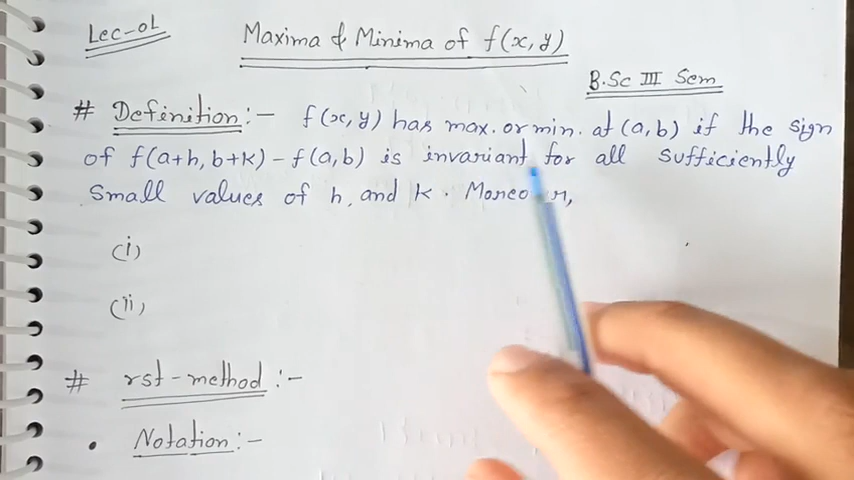 Lec-01
Maxima & Minima of f(x,y)
B.Sc III Sem
# Definition:- f(x,y) has max. or min. at (a,b) if the sign
of f(a+h, b+k) - f(a,b) is invariant for all sufficiently
small values of h, and k.
(i)
(ii)
# rst-method:-
• Notation:-